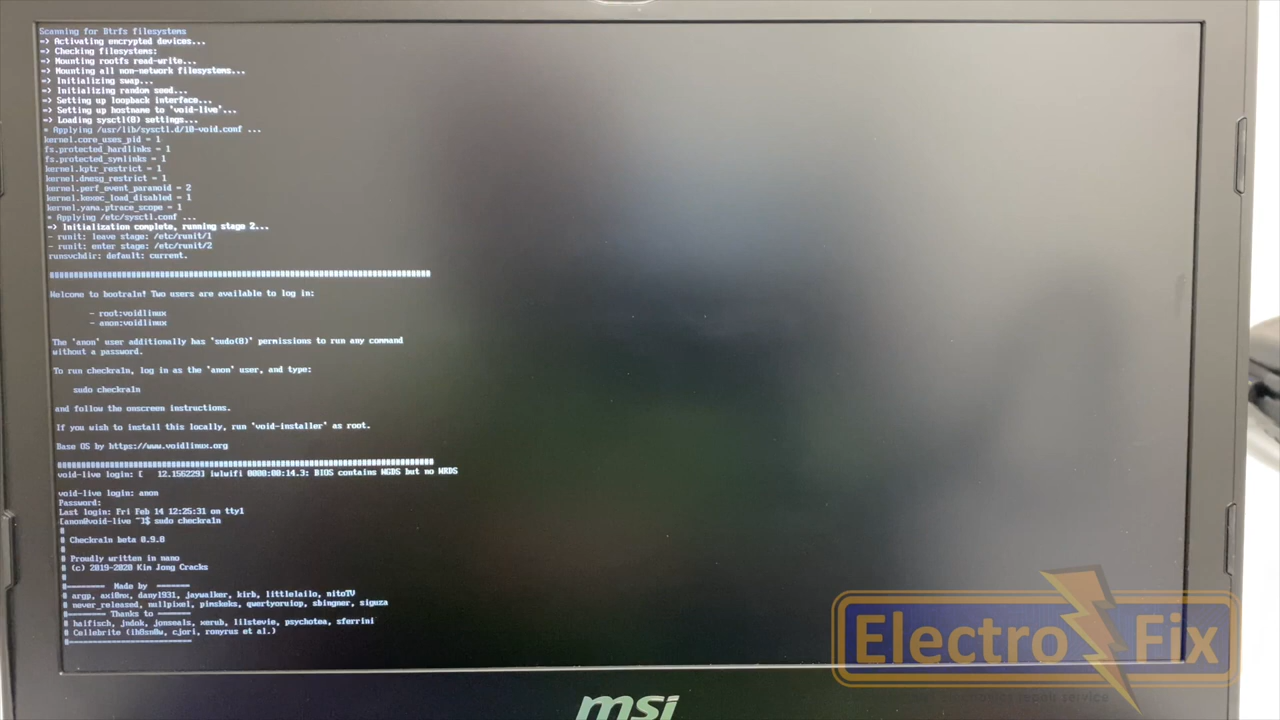 Scanning for Btrfs filesystems
=> Activating encrypted devices...
=> Checking filesystems:
=> Mounting rootfs read-write...
=> Mounting all non-network filesystems...
=> Initializing swap...
=> Initializing random seed...
=> Setting up loopback interface...
=> Setting up hostname to 'void-live'...
=> Loading sysctl(8) settings...
* Applying /usr/lib/sysctl.d/10-void.conf ...
kernel.core_uses_pid = 1
fs.protected_hardlinks = 1
fs.protected_symlinks = 1
kernel.kptr_restrict = 1
kernel.dmesg_restrict = 1
kernel.perf_event_paranoid = 2
kernel.kexec_load_disabled = 1
kernel.yama.ptrace_scope = 1
* Applying /etc/sysctl.conf ...
=> Initialization complete, running stage 2...
- runit: leave stage: /etc/runit/1
- runit: enter stage: /etc/runit/2
runsvchdir: default: current.
Welcome to bootra1n! Two users are available to log in:
- root:voidlinux
- anon:voidlinux
The 'anon' user additionally has 'sudo(8)' permissions to run any command
without a password.
To run checkra1n, log in as the 'anon' user, and type:
sudo checkra1n
and follow the onscreen instructions.
If you wish to install this locally, run 'void-installer' as root.
Base OS by https://www.voidlinux.org
void-live login: [   12.156229] iwlwifi 0000:00:14.3: BIOS contains WGDS but no WRDS
void-live login: anon
Password:
Last login: Fri Feb 14 12:25:31 on tty1
[anon@void-live ~]$ sudo checkra1n
#
# Checkra1n beta 0.9.8
#
# Proudly written in nano
# (c) 2019-2020 Kim Jong Cracks
#
#======== Made by =======
# argp, axi0mx, danyl931, jaywalker, kirb, littlelailo, nitoTV
# never_released, nullpixel, pimskeks, qwertyoruiop, sbingner, siguza
#======== Thanks to =======
# haifisch, jndok, jonseals, xerub, lilstevie, psychotea, sferrini
# Cellebrite (ih8sn0w, cjori, ronyrus et al.)
#==========================
msi
Electro Fix